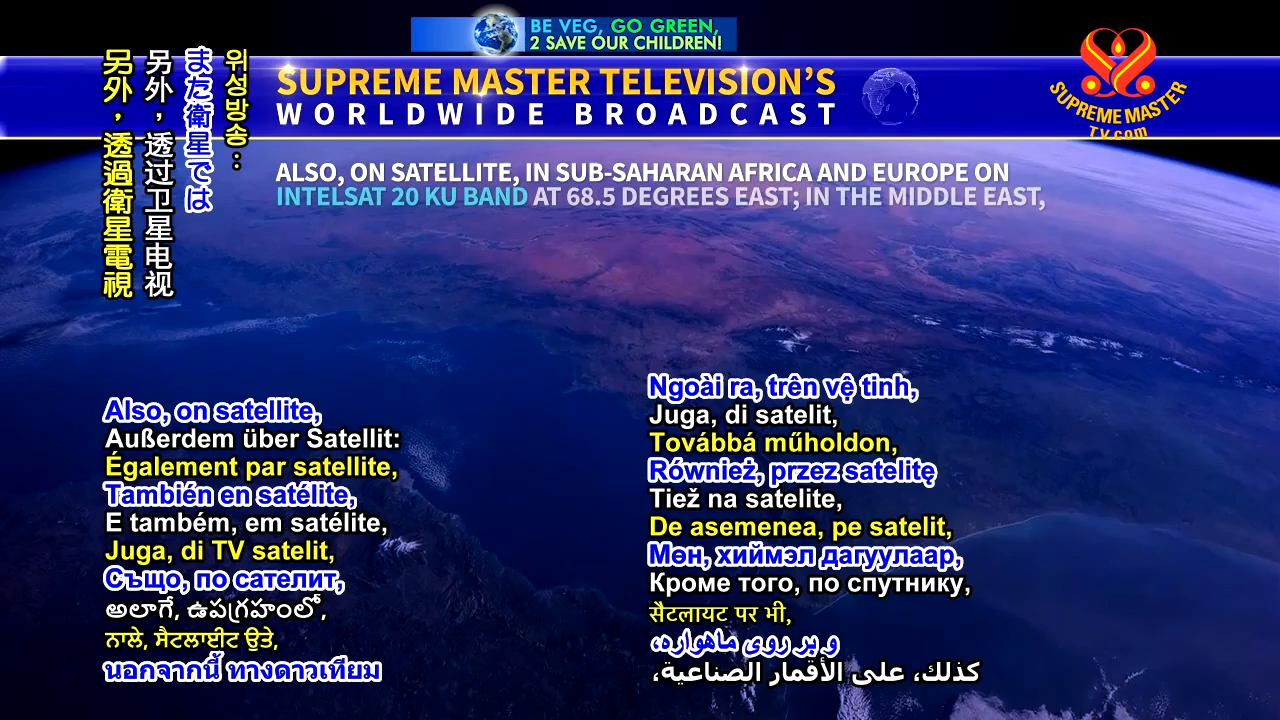 BE VEG, GO GREEN,
2 SAVE OUR CHILDREN!
SUPREME MASTER TELEVISION'S
WORLDWIDE BROADCAST
SUPREME MASTER
TV.com
ALSO, ON SATELLITE, IN SUB-SAHARAN AFRICA AND EUROPE ON
INTELSAT 20 KU BAND AT 68.5 DEGREES EAST; IN THE MIDDLE EAST,
위성방송:
また衛星では
另外，透过卫星电视
另外，透過衛星電視
Also, on satellite,
Außerdem über Satellit:
Également par satellite,
También en satélite,
E também, em satélite,
Juga, di TV satelit,
Също, по сателит,
అలాగే, ఉపగ్రహంలో,
ਨਾਲੇ, ਸੈਟਲਾਈਟ ਉਤੇ,
นอกจากนี้ ทางดาวเทียม
Ngoài ra, trên vệ tinh,
Juga, di satelit,
Továbbá műholdon,
Również, przez satelitę
Tiež na satelite,
De asemenea, pe satelit,
Мөн, хиймэл дагуулаар,
Кроме того, по спутнику,
सैटलायट पर भी,
و بر روی ماهواره،
كذلك، على الأقمار الصناعية،